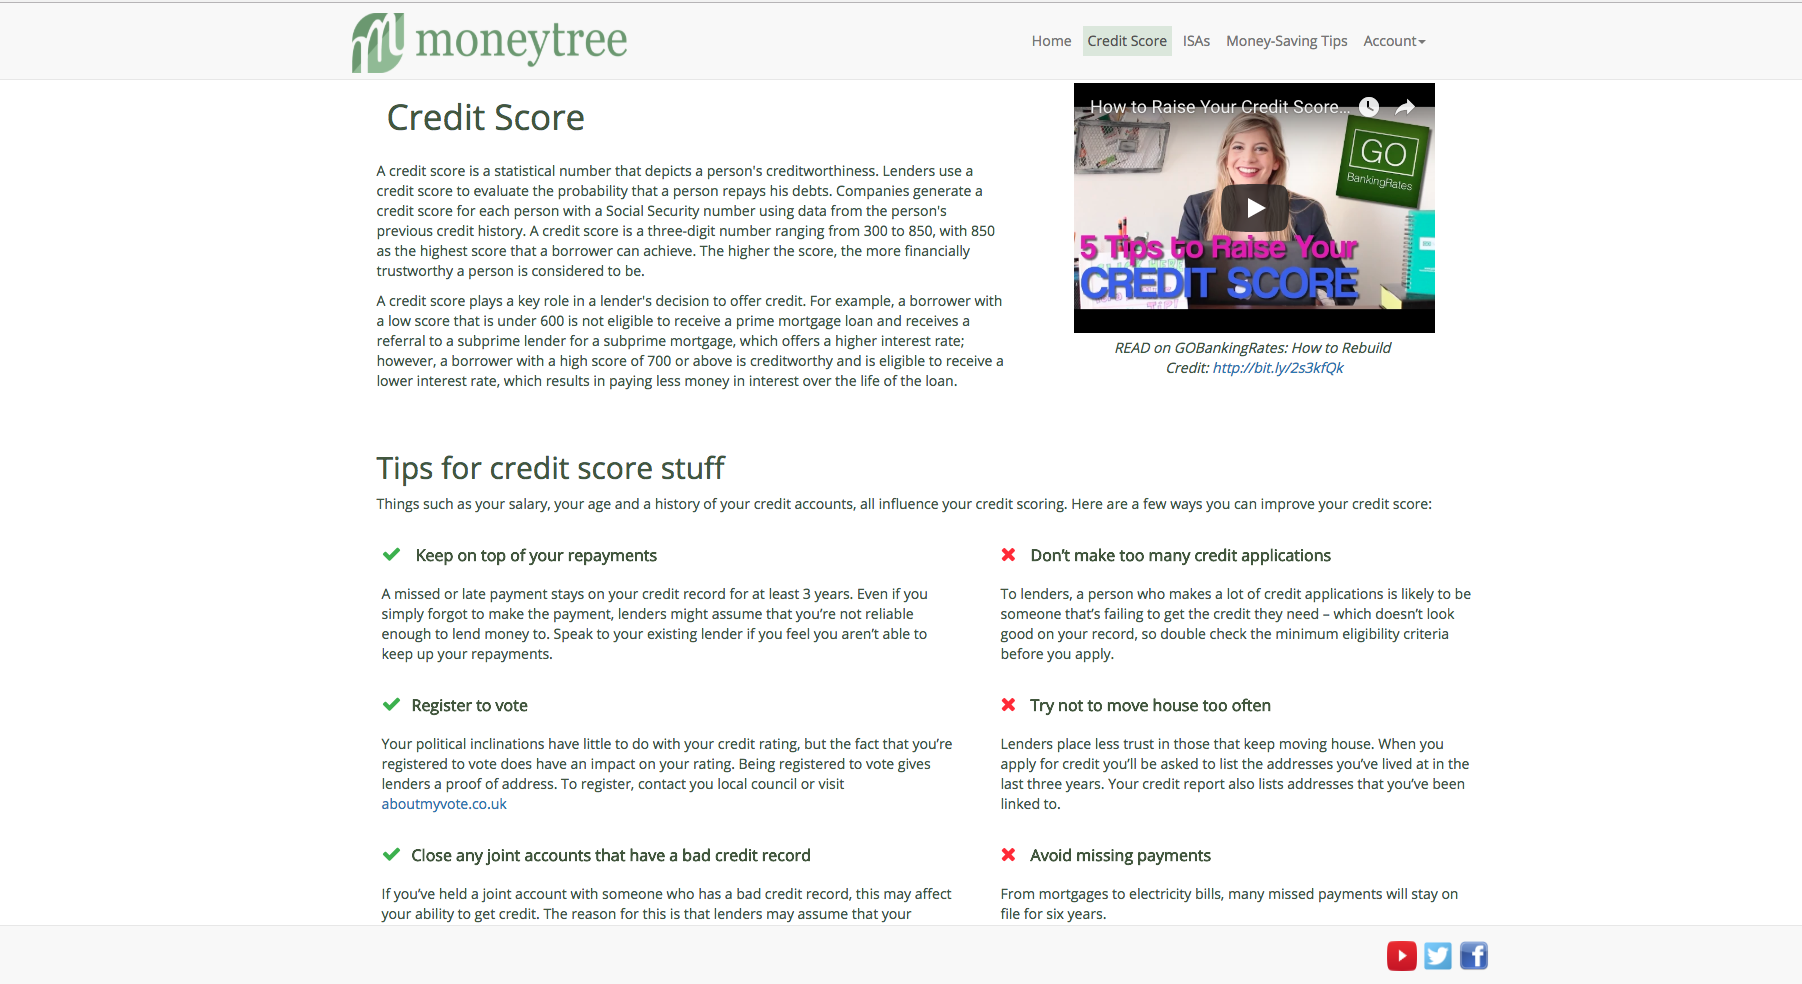 moneytree
Home Credit Score ISAs Money-Saving Tips Account
Credit Score
A credit score is a statistical number that depicts a person's creditworthiness. Lenders use a
credit score to evaluate the probability that a person repays his debts. Companies generate a
credit score for each person with a Social Security number using data from the person's
previous credit history. A credit score is a three-digit number ranging from 300 to 850, with 850
as the highest score that a borrower can achieve. The higher the score, the more financially
trustworthy a person is considered to be.
A credit score plays a key role in a lender's decision to offer credit. For example, a borrower with
a low score that is under 600 is not eligible to receive a prime mortgage loan and receives a
referral to a subprime lender for a subprime mortgage, which offers a higher interest rate;
however, a borrower with a high score of 700 or above is creditworthy and is eligible to receive a
lower interest rate, which results in paying less money in interest over the life of the loan.
How to Raise Your Credit Score...
GO
BankingRates
5 Tips to Raise Your
CREDIT SCORE
READ on GOBankingRates: How to Rebuild
Credit: http://bit.ly/2s3kfQk
Tips for credit score stuff
Things such as your salary, your age and a history of your credit accounts, all influence your credit scoring. Here are a few ways you can improve your credit score:
Keep on top of your repayments
A missed or late payment stays on your credit record for at least 3 years. Even if you
simply forgot to make the payment, lenders might assume that you’re not reliable
enough to lend money to. Speak to your existing lender if you feel you aren’t able to
keep up your repayments.
Don’t make too many credit applications
To lenders, a person who makes a lot of credit applications is likely to be
someone that’s failing to get the credit they need – which doesn’t look
good on your record, so double check the minimum eligibility criteria
before you apply.
Register to vote
Your political inclinations have little to do with your credit rating, but the fact that you’re
registered to vote does have an impact on your rating. Being registered to vote gives
lenders a proof of address. To register, contact you local council or visit
aboutmyvote.co.uk
Try not to move house too often
Lenders place less trust in those that keep moving house. When you
apply for credit you’ll be asked to list the addresses you’ve lived at in the
last three years. Your credit report also lists addresses that you’ve been
linked to.
Close any joint accounts that have a bad credit record
If you’ve held a joint account with someone who has a bad credit record, this may affect
your ability to get credit. The reason for this is that lenders may assume that your
Avoid missing payments
From mortgages to electricity bills, many missed payments will stay on
file for six years.